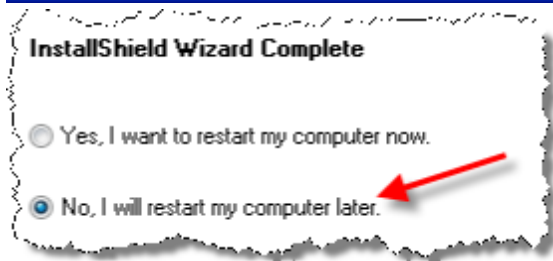 InstallShield Wizard Complete
Yes, I want to restart my computer now.
No, I will restart my computer later.